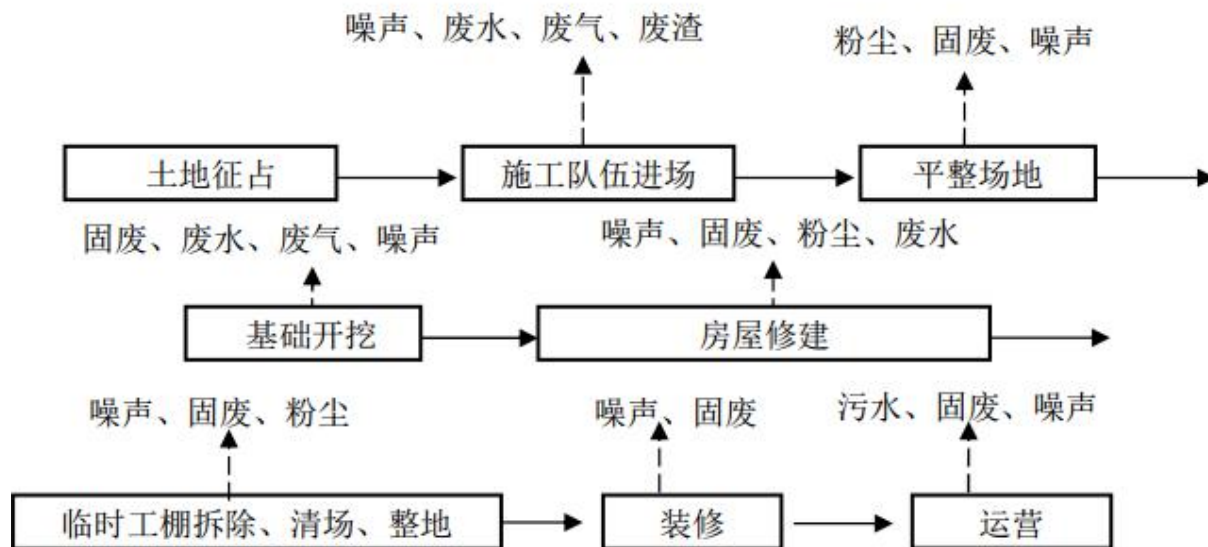 噪声、废水、废气、废渣
粉尘、固废、噪声
土地征占
施工队伍进场
平整场地
固废、废水、废气、噪声
噪声、固废、粉尘、废水
基础开挖
房屋修建
噪声、固废、粉尘
噪声、固废
污水、固废、噪声
临时工棚拆除、清场、整地
装修
运营